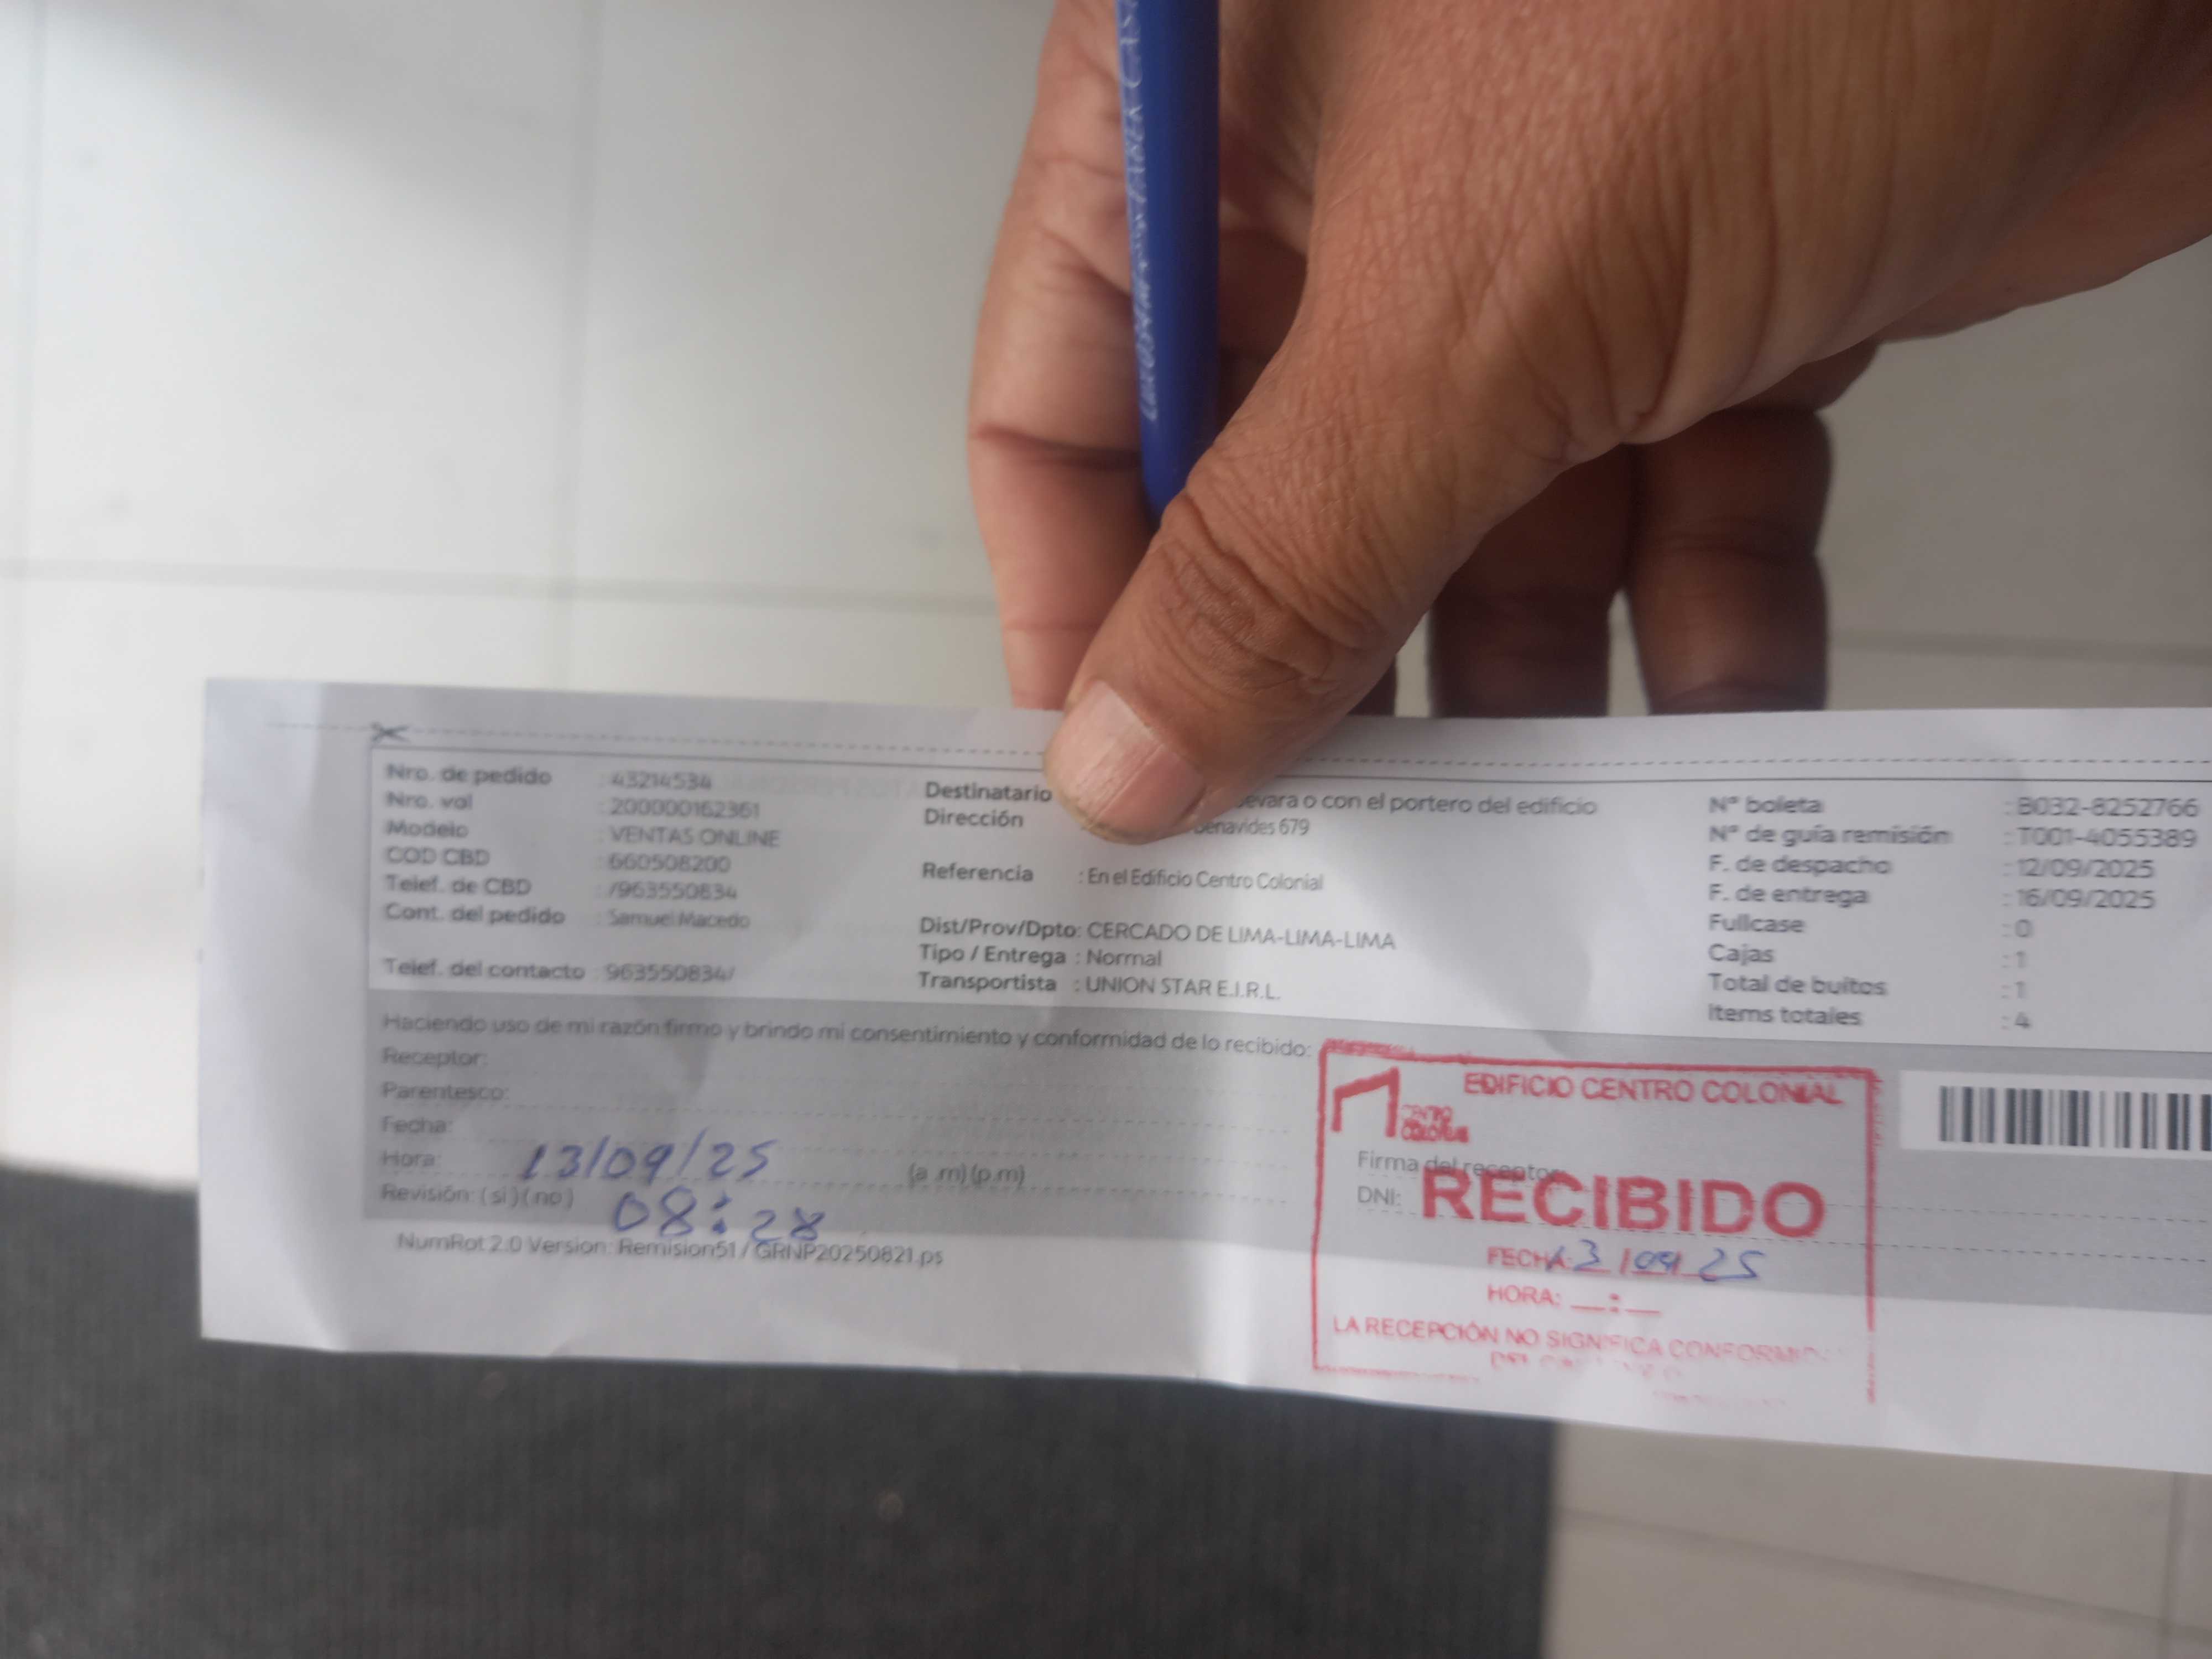 FABER CAS
Nro. de pedido : 43214534
Nro. val : 200000162361
Modelo : VENTAS ONLINE
COD CBD : 660508200
Telef. de CBD : /963550834
Cont. del pedido : Samuel Macedo
Telef. del contacto : 963550834/
Destinatario evara o con el portero del edificio
Dirección enavides 679
Referencia : En el Edificio Centro Colonial
Dist/Prov/Dpto: CERCADO DE LIMA-LIMA-LIMA
Tipo / Entrega : Normal
Transportista : UNION STAR E.I.R.L.
N° boleta : B032-8252766
N° de guía remisión : T001-4055389
F. de despacho : 12/09/2025
F. de entrega : 16/09/2025
Fullcase : 0
Cajas : 1
Total de bultos : 1
Items totales : 4
Haciendo uso de mi razón firmo y brindo mi consentimiento y conformidad de lo recibido:
Receptor:
Parentesco:
Fecha:
Hora: 13/09/25 (a .m) (p.m)
Revisión: ( si ) ( no ) 08:28
NumRot 2.0 Version: Remision51 / GRNP20250821.ps
Firma del receptor:
DNI:
EDIFICIO CENTRO COLONIAL
CENTRO
COLONIAL
RECIBIDO
FECHA: 13/09/25
HORA: __:__
LA RECEPCIÓN NO SIGNIFICA CONFORMID